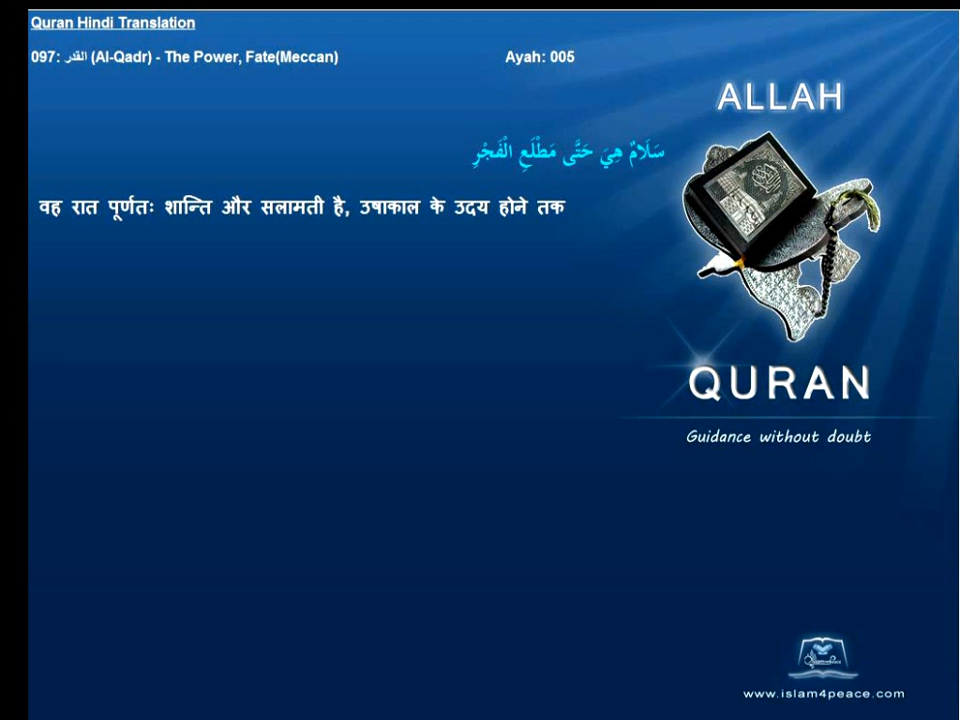 Quran Hindi Translation
097: القدر (Al-Qadr) - The Power, Fate(Meccan) Ayah: 005
ALLAH
سَلَامٌ هِيَ حَتَّى مَطْلَعِ الْفَجْرِ
वह रात पूर्णतः शान्ति और सलामती है, उषाकाल के उदय होने तक
QURAN
Guidance without doubt
www.islam4peace.com